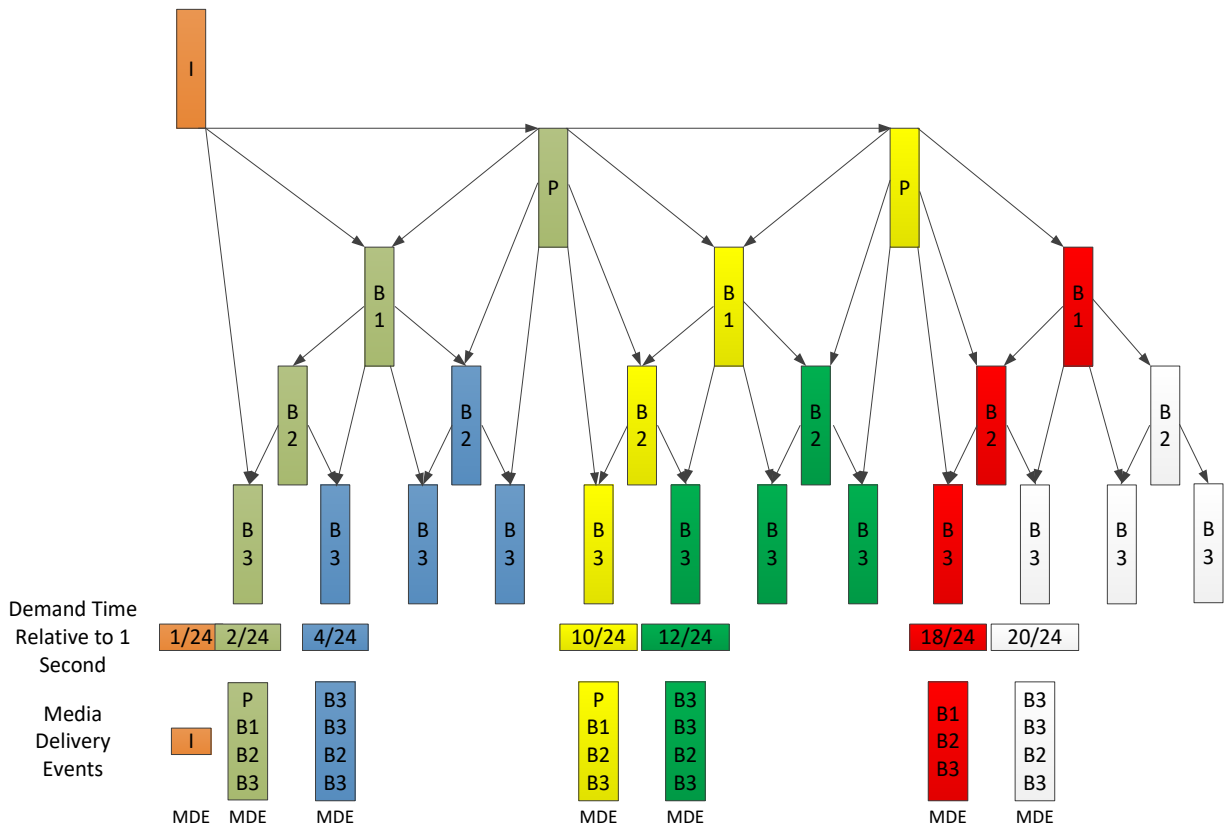 I
P
P
B
1
B
1
B
1
B
2
B
2
B
2
B
2
B
2
B
2
B
3
B
3
B
3
B
3
B
3
B
3
B
3
B
3
B
3
B
3
B
3
B
3
Demand Time
Relative to 1
Second
1/24 2/24 4/24 10/24 12/24 18/24 20/24
Media
Delivery
Events
I
P
B1
B2
B3
B3
B3
B2
B3
P
B1
B2
B3
B3
B3
B2
B3
B1
B2
B3
B3
B3
B2
B3
MDE MDE MDE MDE MDE MDE MDE